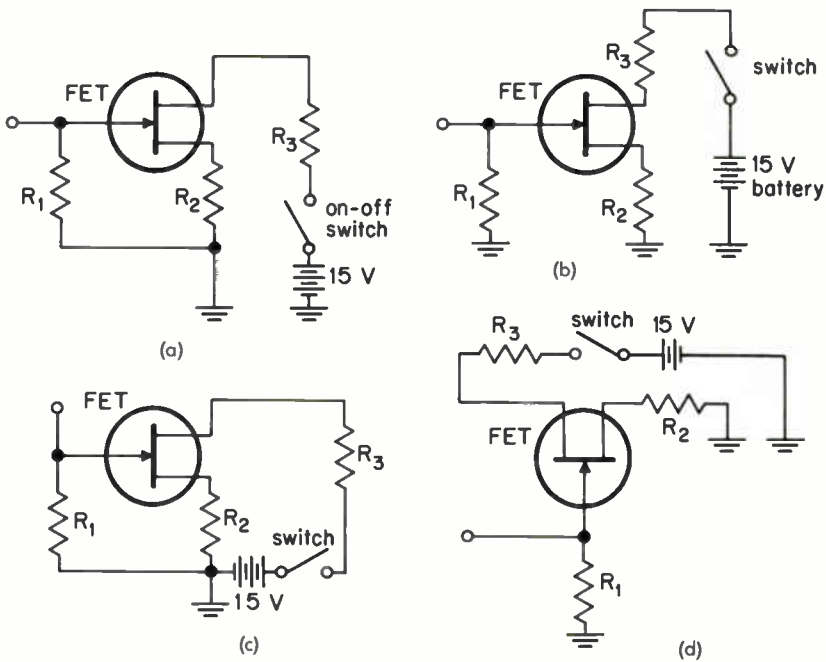 FET
R3
R1
R2
on-off
switch
15 V
(a)
FET
R3
switch
R1
R2
15 V
battery
(b)
FET
R3
R1
R2
switch
15 V
(c)
R3
switch
15 V
R2
FET
R1
(d)